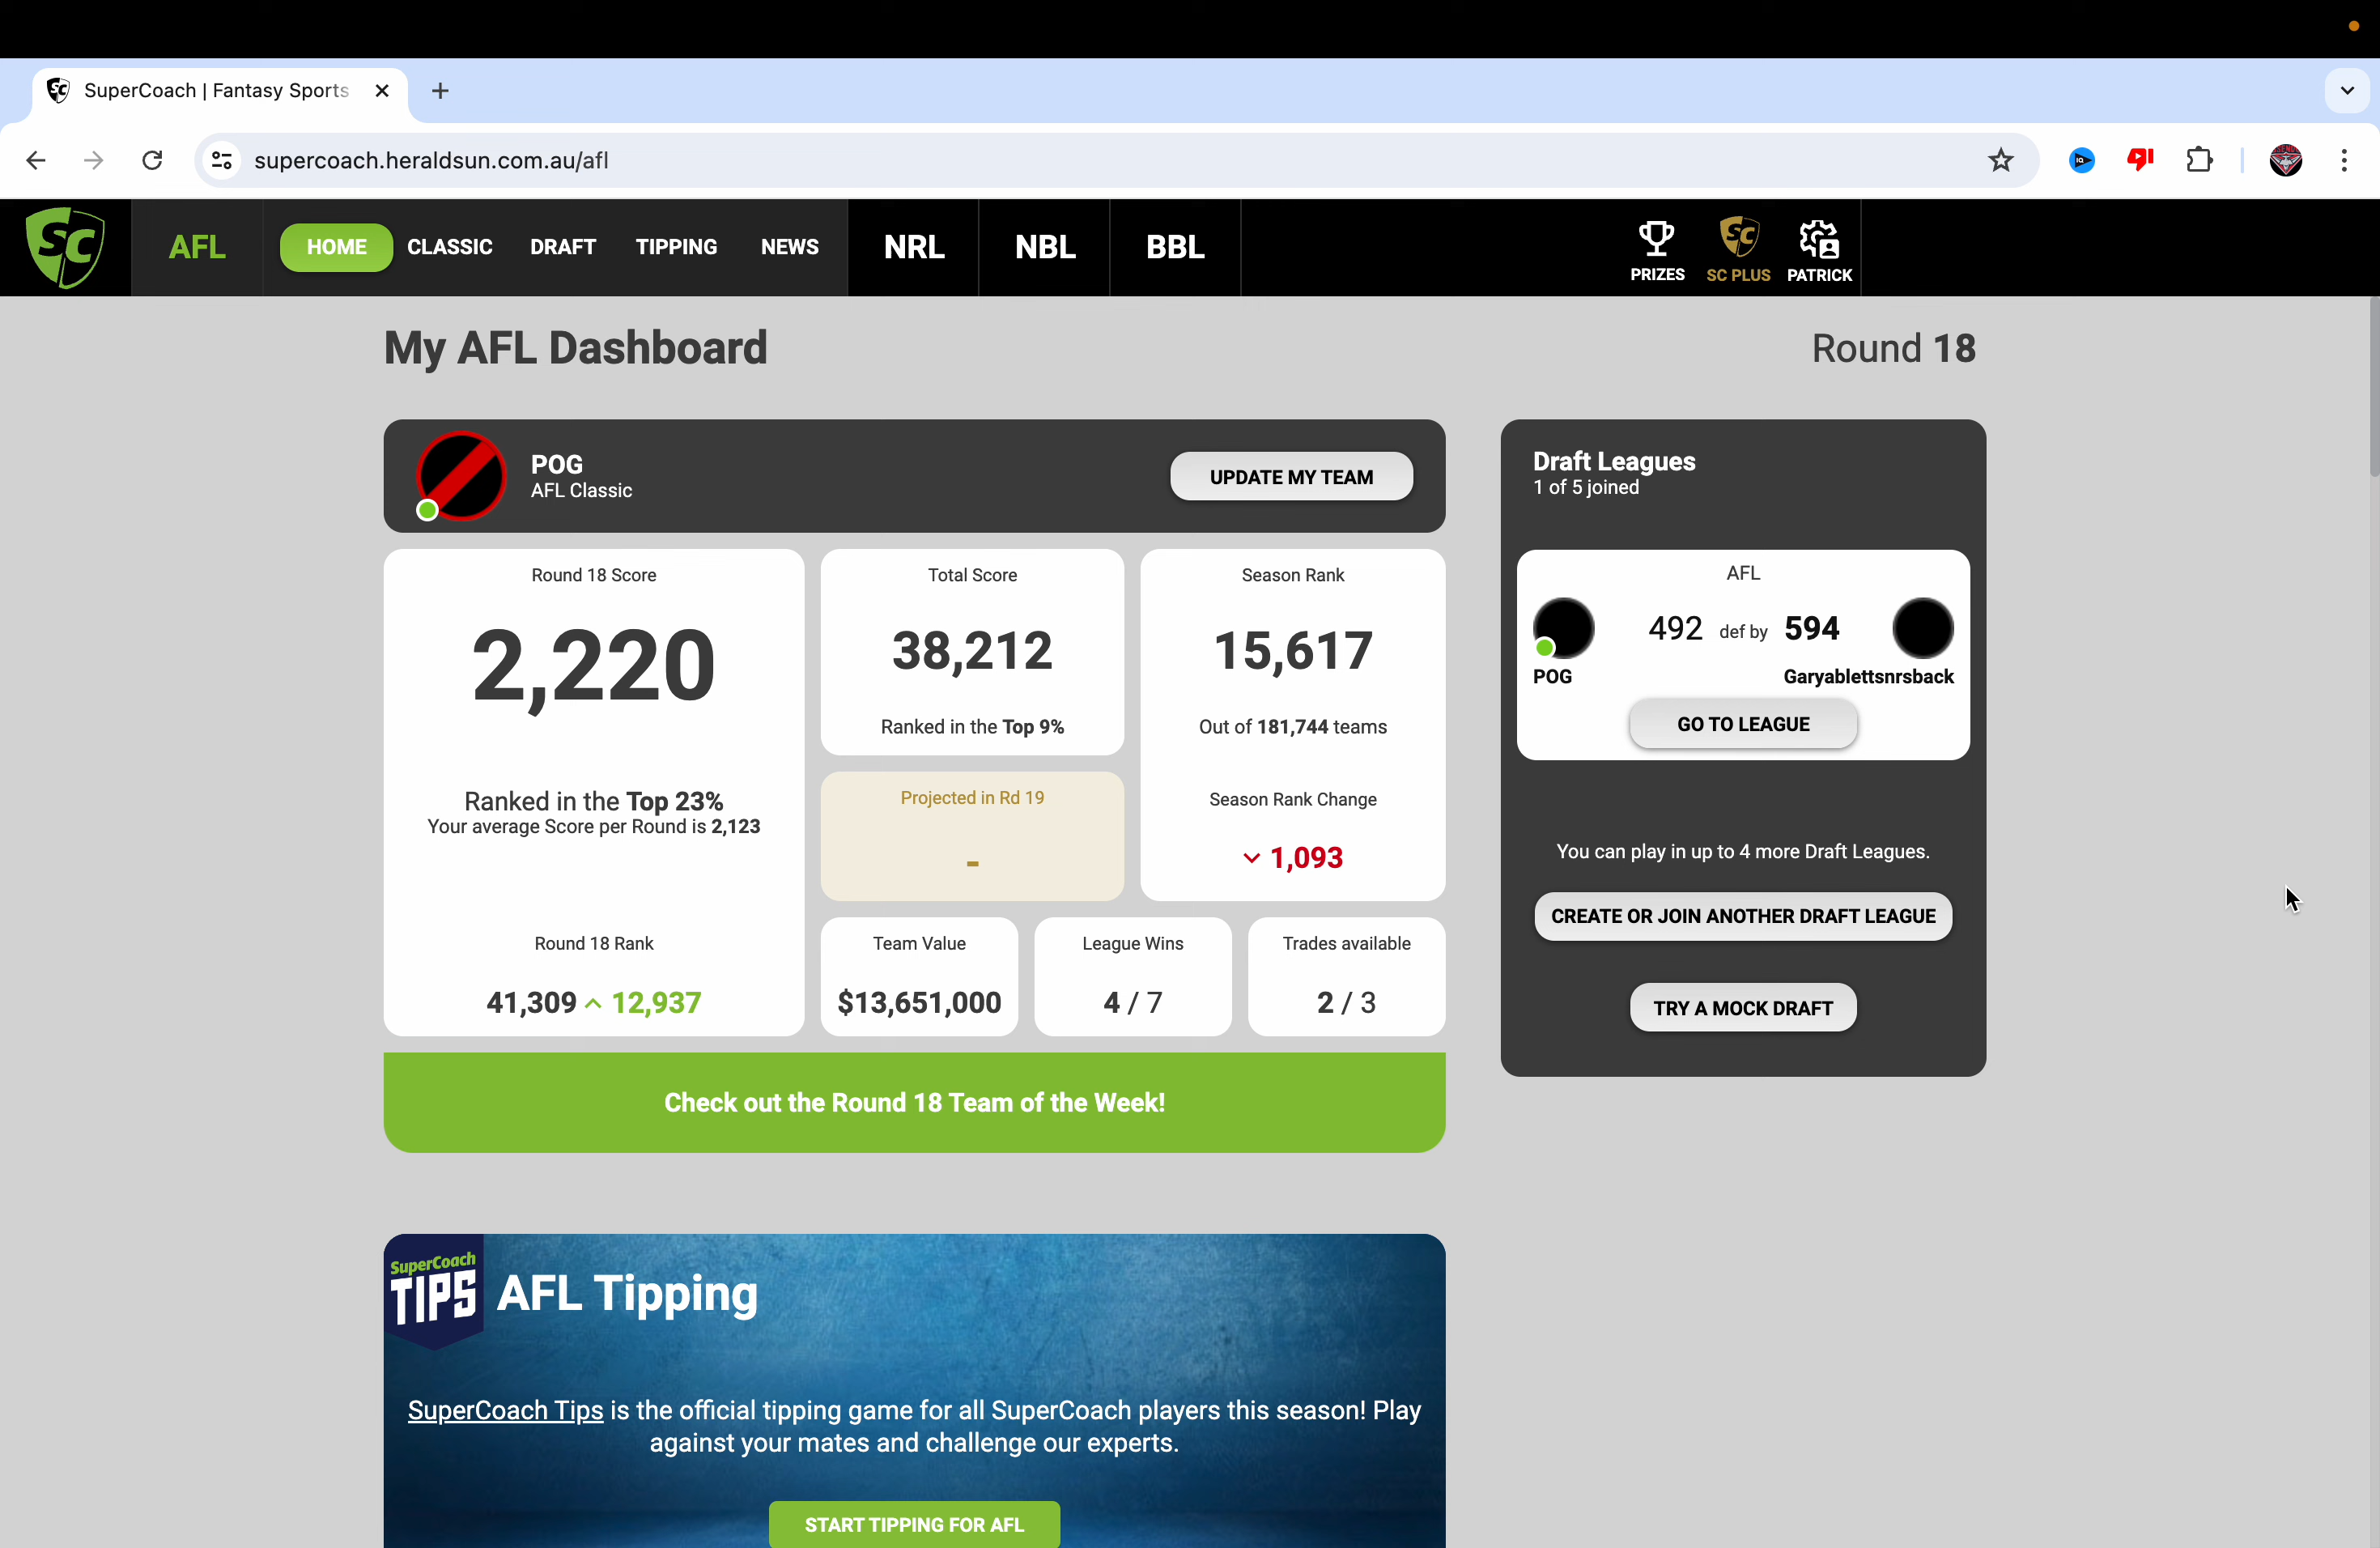 SuperCoach | Fantasy Sports
supercoach.heraldsun.com.au/afl
SC
AFL
HOME
CLASSIC
DRAFT
TIPPING
NEWS
NRL
NBL
BBL
PRIZES
SC PLUS
PATRICK
My AFL Dashboard
Round 18
POG
AFL Classic
UPDATE MY TEAM
Round 18 Score
2,220
Ranked in the Top 23%
Your average Score per Round is 2,123
Round 18 Rank
41,309 12,937
Total Score
38,212
Ranked in the Top 9%
Projected in Rd 19
-
Season Rank
15,617
Out of 181,744 teams
Season Rank Change
1,093
Team Value
$13,651,000
League Wins
4 / 7
Trades available
2 / 3
Check out the Round 18 Team of the Week!
Draft Leagues
1 of 5 joined
AFL
492 def by 594
POG
Garyablettsnrsback
GO TO LEAGUE
You can play in up to 4 more Draft Leagues.
CREATE OR JOIN ANOTHER DRAFT LEAGUE
TRY A MOCK DRAFT
SuperCoach
TIPS
AFL Tipping
SuperCoach Tips is the official tipping game for all SuperCoach players this season! Play
against your mates and challenge our experts.
START TIPPING FOR AFL